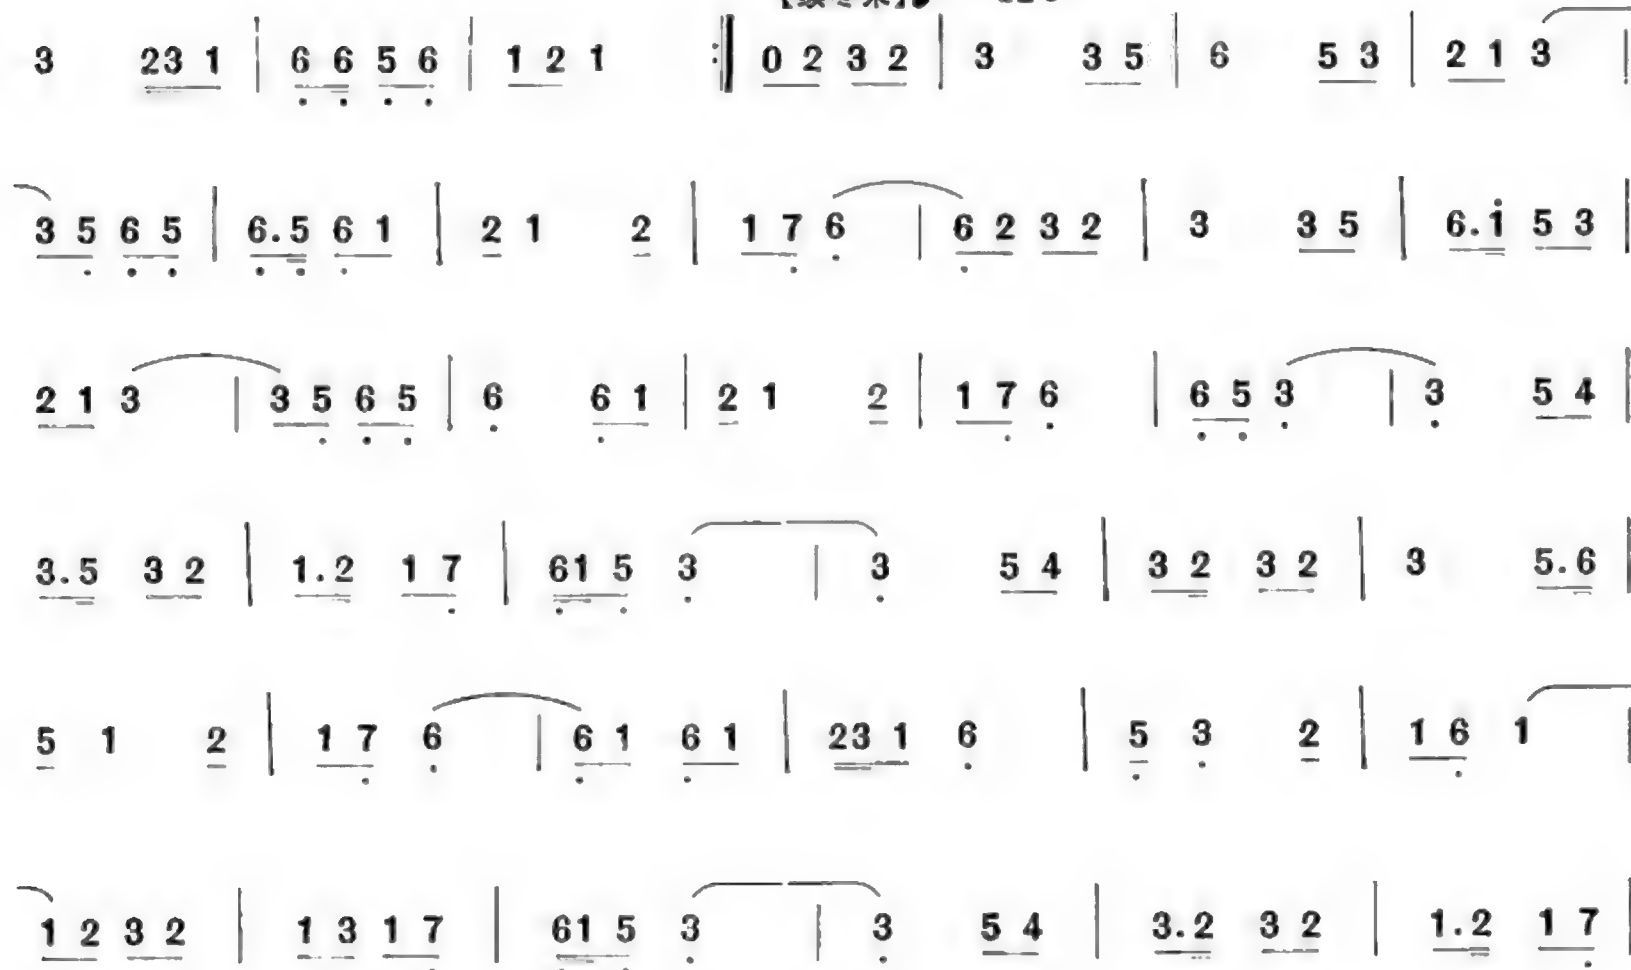 3 23 1 | 6 6 5 6 | 1 2 1 :‖ 0 2 3 2 | 3 3 5 | 6 5 3 | 2 1 3 |
3 5 6 5 | 6.5 6 1 | 2 1 2 | 1 7 6 | 6 2 3 2 | 3 3 5 | 6.i 5 3 |
2 1 3 | 3 5 6 5 | 6 6 1 | 2 1 2 | 1 7 6 | 6 5 3 | 3 5 4 |
3.5 3 2 | 1.2 1 7 | 61 5 3 | 3 5 4 | 3 2 3 2 | 3 5.6 |
5 1 2 | 1 7 6 | 6 1 6 1 | 23 1 6 | 5 3 2 | 1 6 1 |
1 2 3 2 | 1 3 1 7 | 61 5 3 | 3 5 4 | 3.2 3 2 | 1.2 1 7 |